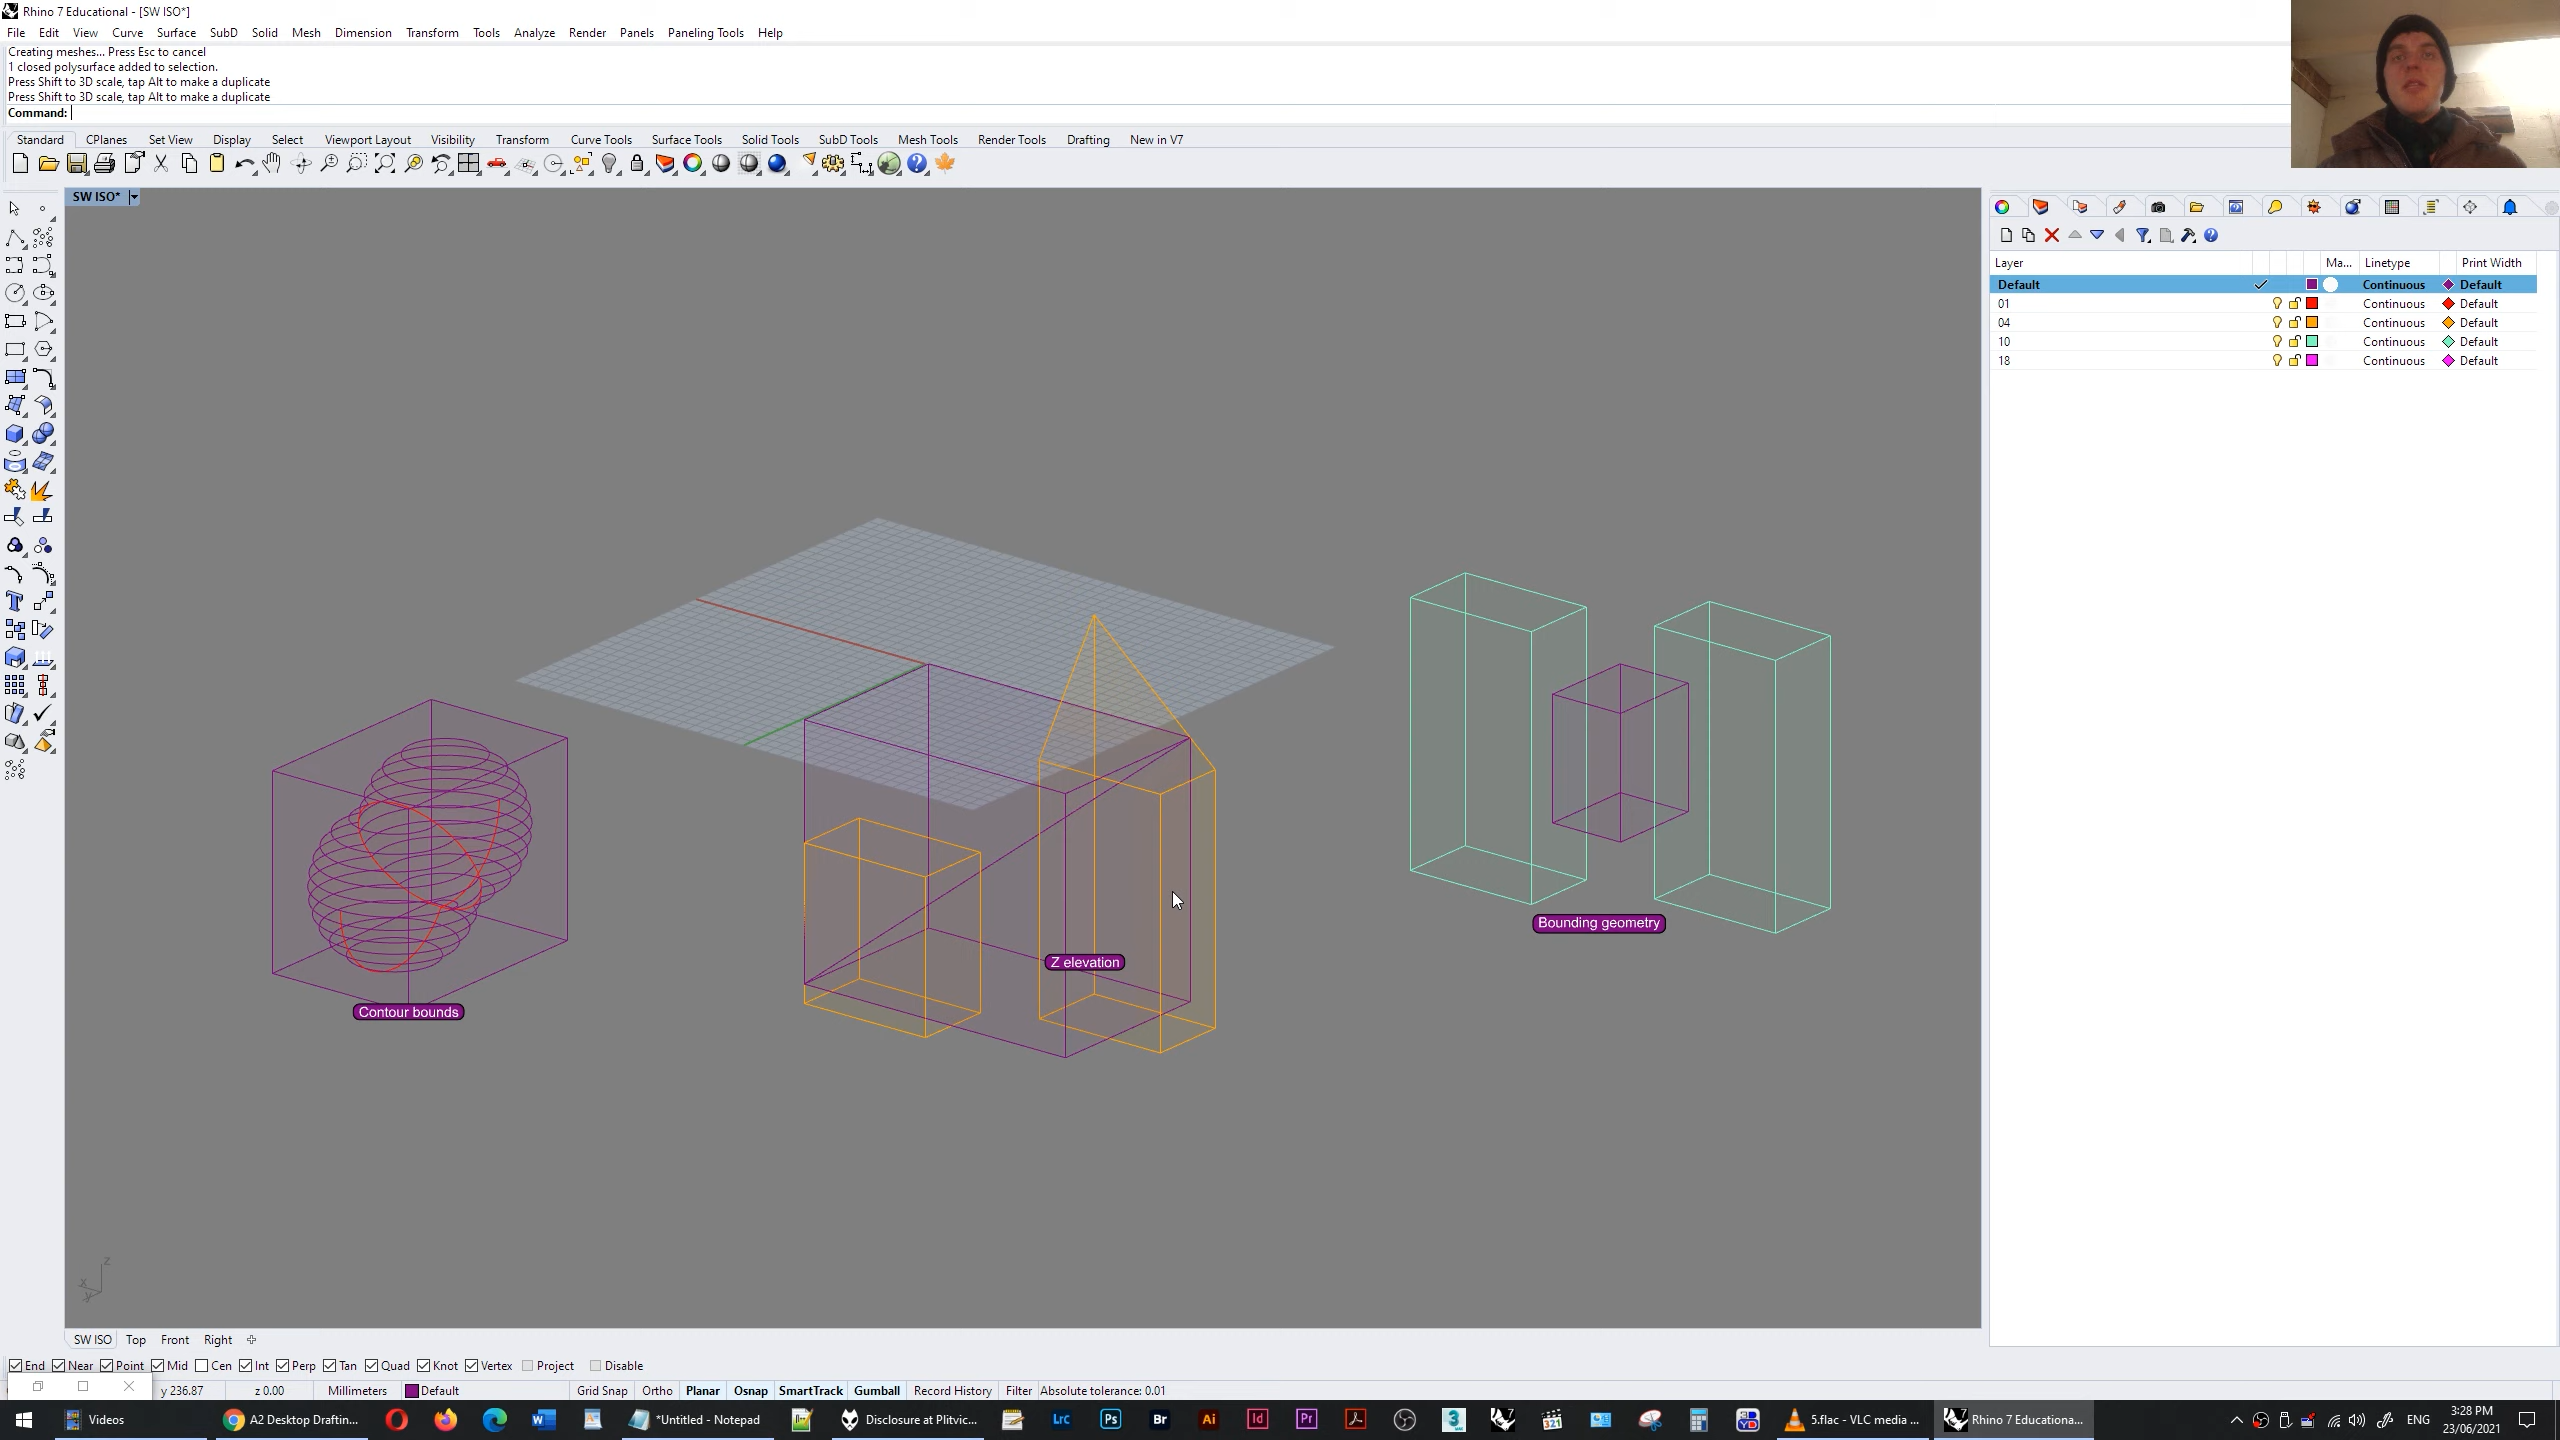 Rhino 7 Educational - [SW ISO*]
File Edit View Curve Surface SubD Solid Mesh Dimension Transform Tools Analyze Render Panels Paneling Tools Help
Creating meshes... Press Esc to cancel
1 closed polysurface added to selection.
Press Shift to 3D scale, tap Alt to make a duplicate
Press Shift to 3D scale, tap Alt to make a duplicate
Command:
Standard CPlanes Set View Display Select Viewport Layout Visibility Transform Curve Tools Surface Tools Solid Tools SubD Tools Mesh Tools Render Tools Drafting New in V7
SW ISO*
Layer Ma... Linetype Print Width
Default Continuous Default
01 Continuous Default
04 Continuous Default
10 Continuous Default
18 Continuous Default
Bounding geometry
Z elevation
Contour bounds
z
x
y
SW ISO Top Front Right
End Near Point Mid Cen Int Perp Tan Quad Knot Vertex Project Disable
y 236.87 z 0.00 Millimeters Default Grid Snap Ortho Planar Osnap SmartTrack Gumball Record History Filter Absolute tolerance: 0.01
Videos A2 Desktop Draftin... *Untitled - Notepad Disclosure at Plitvic... Lrc Ps Br Ai Id Pr 3 5.flac - VLC media ... Rhino 7 Educationa... ENG 3:28 PM
23/06/2021